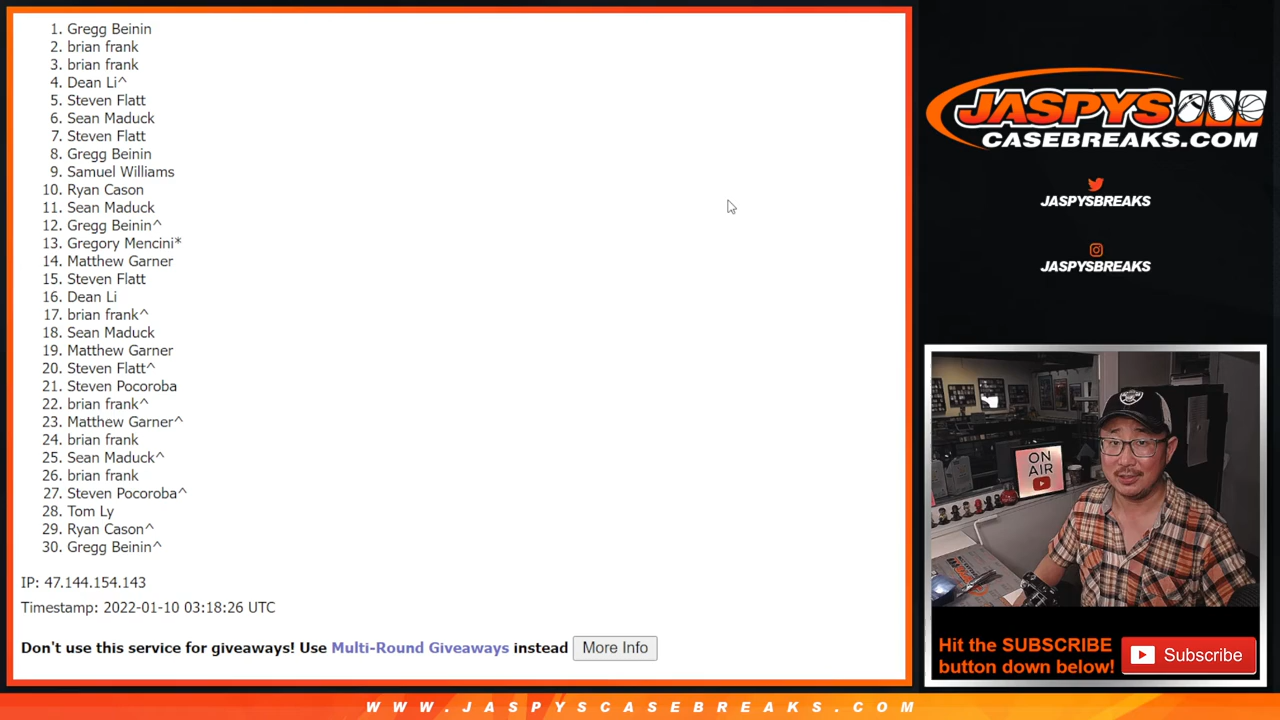 1. Gregg Beinin
2. brian frank
3. brian frank
4. Dean Li^
5. Steven Flatt
6. Sean Maduck
7. Steven Flatt
8. Gregg Beinin
9. Samuel Williams
10. Ryan Cason
11. Sean Maduck
12. Gregg Beinin^
13. Gregory Mencini*
14. Matthew Garner
15. Steven Flatt
16. Dean Li
17. brian frank^
18. Sean Maduck
19. Matthew Garner
20. Steven Flatt^
21. Steven Pocoroba
22. brian frank^
23. Matthew Garner^
24. brian frank
25. Sean Maduck^
26. brian frank
27. Steven Pocoroba^
28. Tom Ly
29. Ryan Cason^
30. Gregg Beinin^
IP: 47.144.154.143
Timestamp: 2022-01-10 03:18:26 UTC
Don't use this service for giveaways! Use Multi-Round Giveaways instead More Info
JASPYS
CASEBREAKS.COM
JASPYSBREAKS
JASPYSBREAKS
ON
AIR
Hit the SUBSCRIBE
button down below!
Subscribe
WWW.JASPYSCASEBREAKS.COM